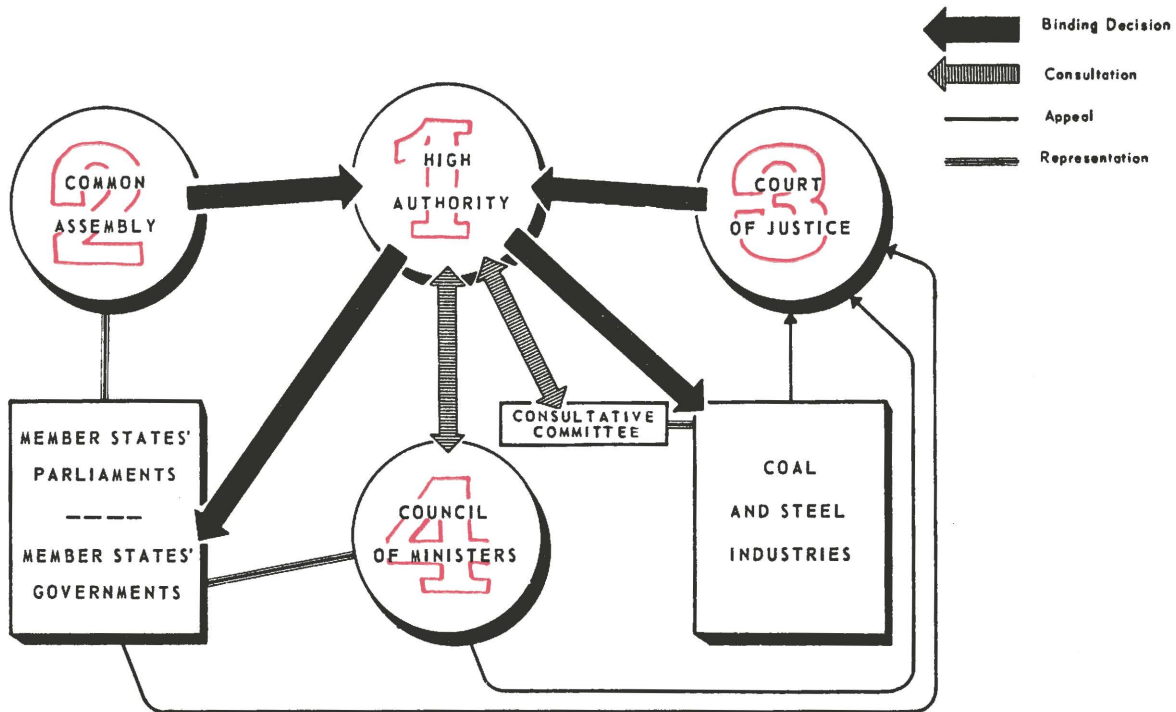 Binding Decision
Consultation
Appeal
Representation
2
COMMON
ASSEMBLY
1
HIGH
AUTHORITY
3
COURT
OF JUSTICE
MEMBER STATES'
PARLIAMENTS
MEMBER STATES'
GOVERNMENTS
4
COUNCIL
OF MINISTERS
CONSULTATIVE
COMMITTEE
COAL
AND STEEL
INDUSTRIES